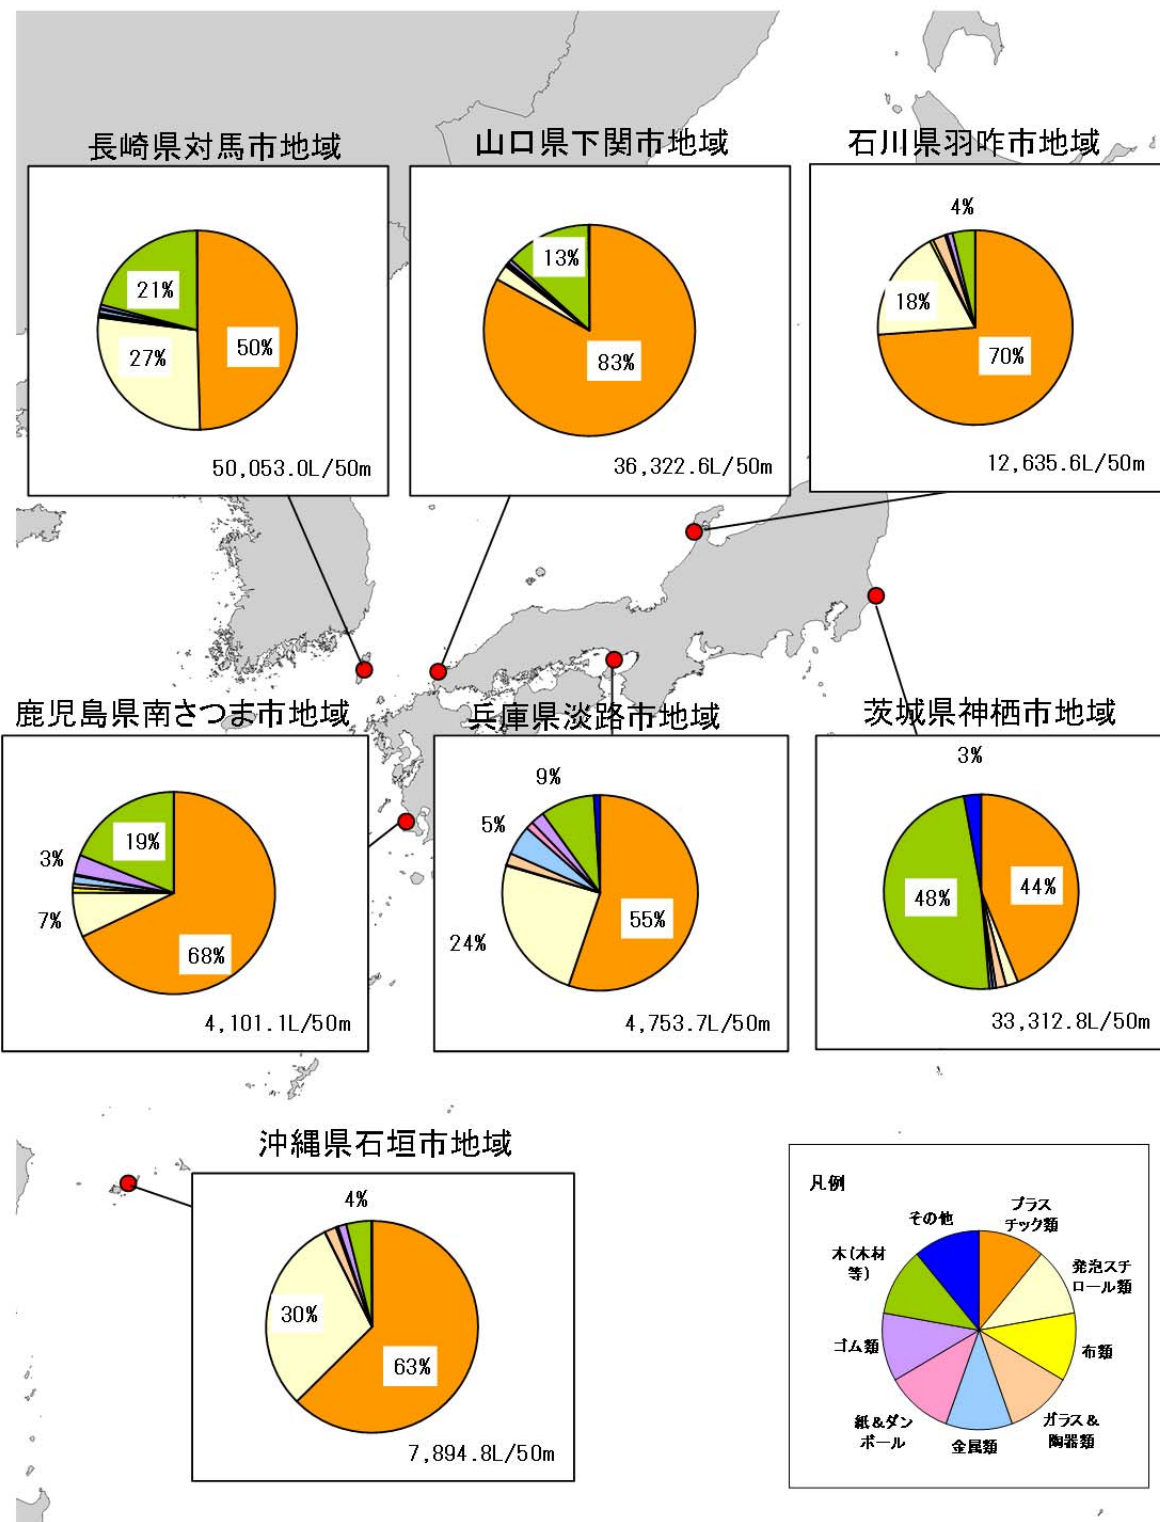 長崎県対馬市地域
21%
27%
50%
50,053.0L/50m
山口県下関市地域
13%
83%
36,322.6L/50m
石川県羽咋市地域
4%
18%
70%
12,635.6L/50m
鹿児島県南さつま市地域
3%
19%
7%
68%
4,101.1L/50m
兵庫県淡路市地域
9%
5%
24%
55%
4,753.7L/50m
茨城県神栖市地域
3%
48%
44%
33,312.8L/50m
沖縄県石垣市地域
4%
30%
63%
7,894.8L/50m
凡例
プラス
チック類
発泡スチ
ロール類
布類
ガラス&
陶器類
金属類
紙&ダン
ボール
ゴム類
木(木材
等)
その他